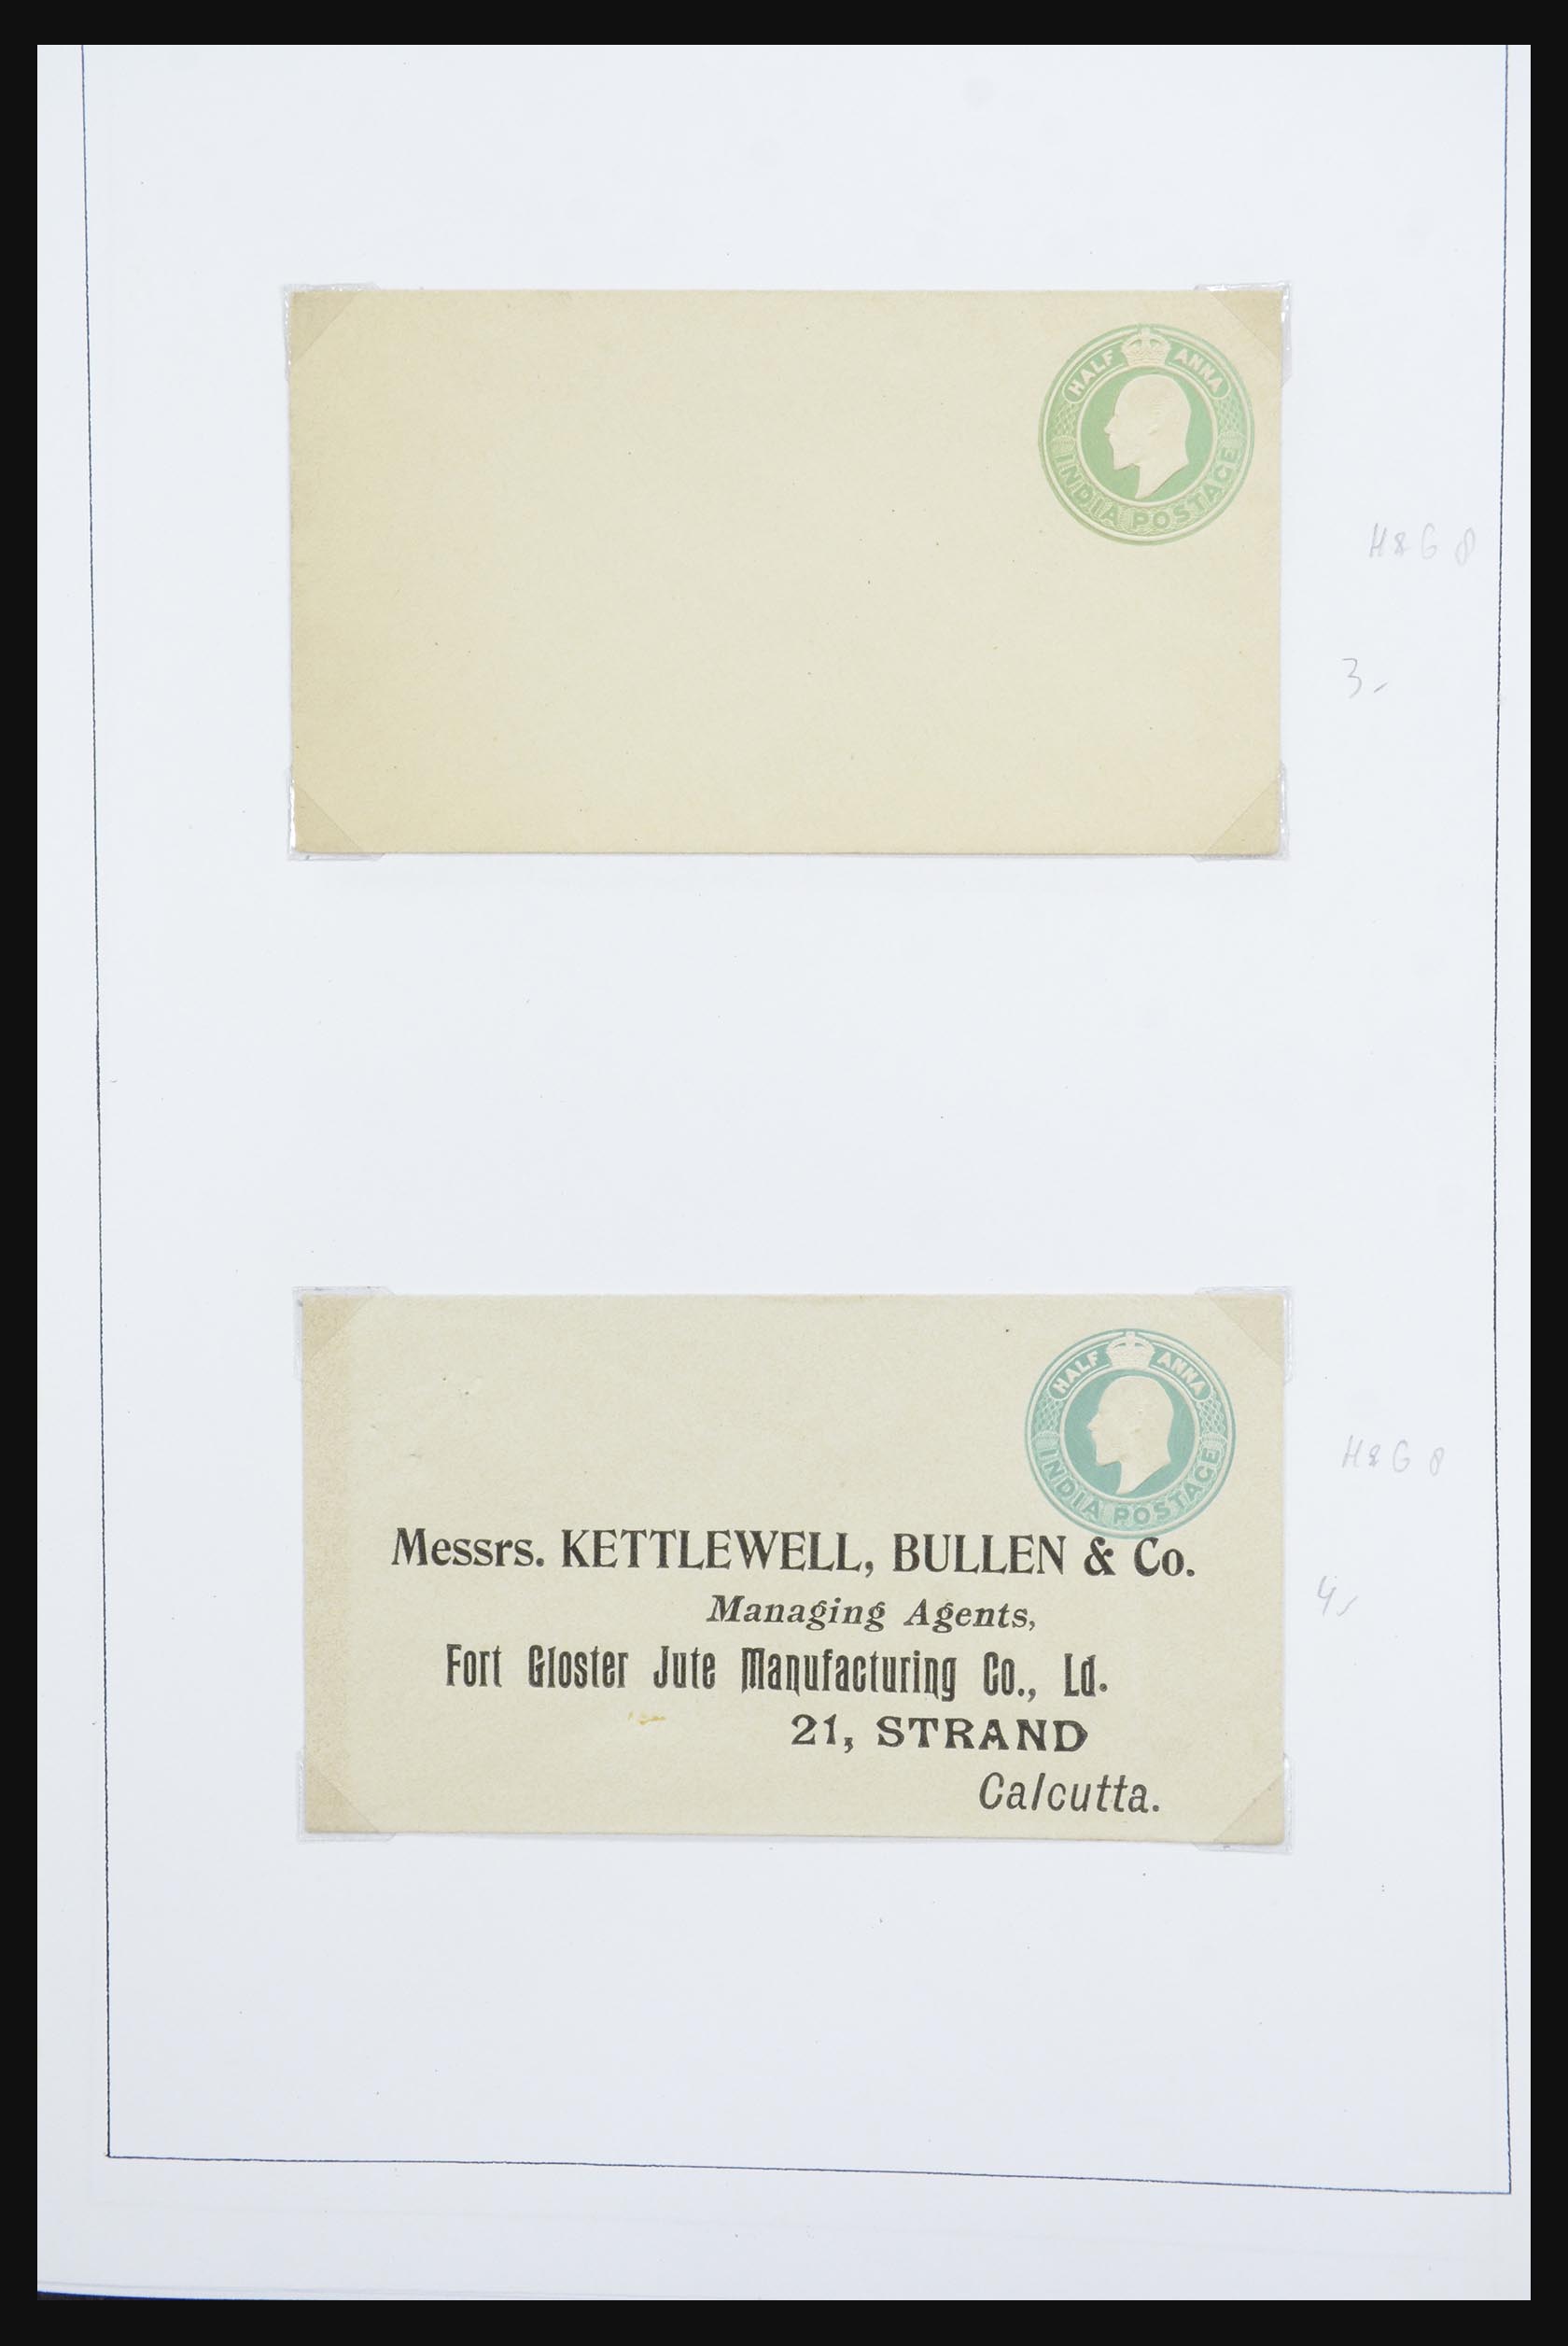 HALF ANNA
INDIA POSTAGE
H & G 8
3-
HALF ANNA
INDIA POSTAGE
H & G 8
Messrs. KETTLEWELL, BULLEN & Co.
Managing Agents,
4-
Fort Gloster Jute Manufacturing Co., Ld.
21, STRAND
Calcutta.